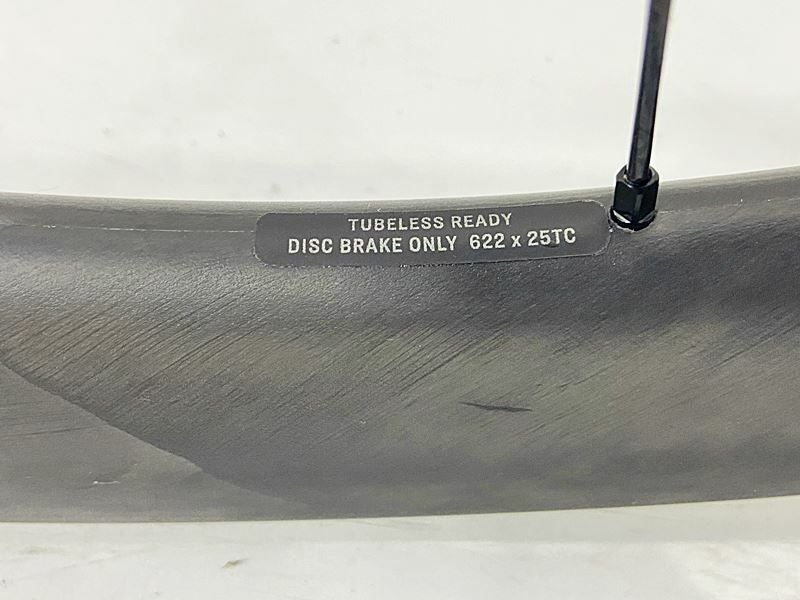 TUBELESS READY
DISC BRAKE ONLY 622 x 25TC